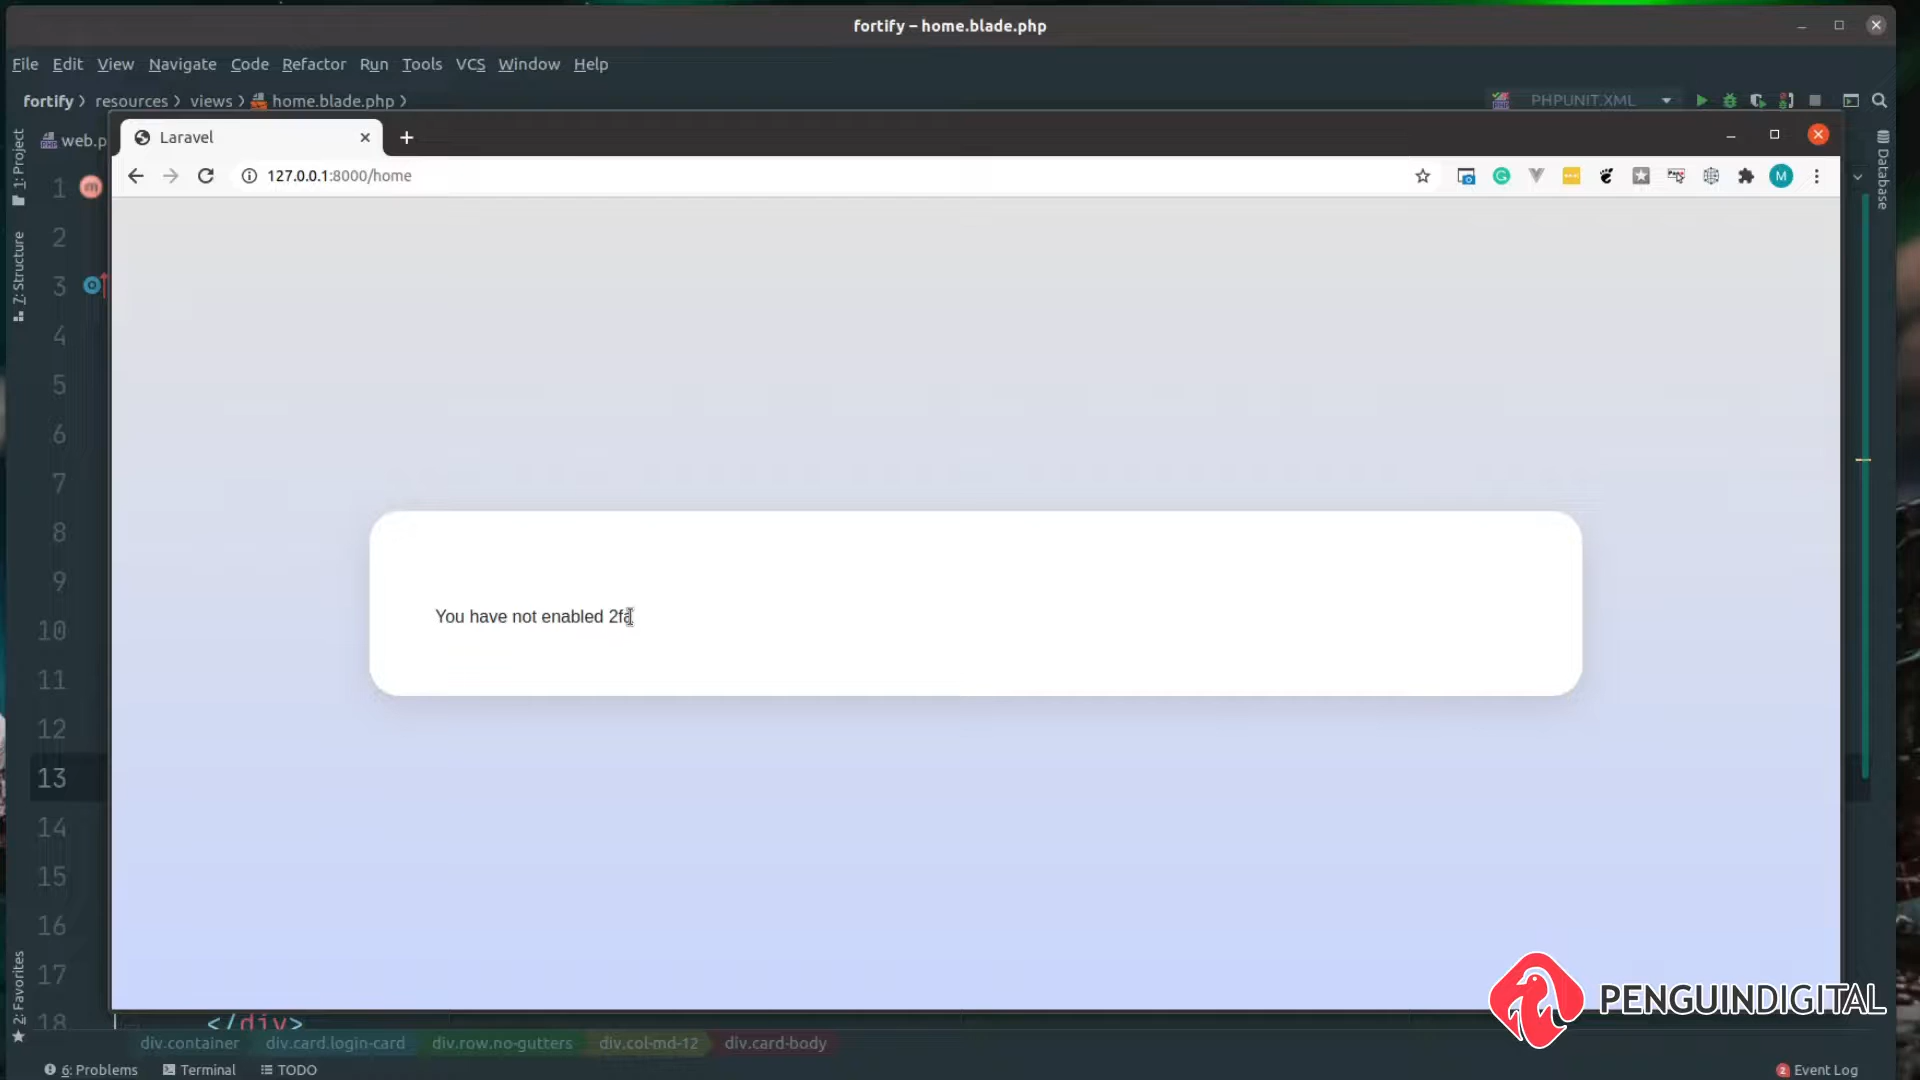 fortify – home.blade.php
File Edit View Navigate Code Refactor Run Tools VCS Window Help
fortify resources views home.blade.php
PHPUNIT.XML
1: Project
web.p
Laravel
127.0.0.1:8000/home
M
Database
7: Structure
1
2
3
4
5
6
7
8
9
10
11
12
13
14
15
16
17
18
You have not enabled 2fa
PENGUINDIGITAL
2: Favorites
</div>
div.container div.card.login-card div.row.no-gutters div.col-md-12 div.card-body
6: Problems Terminal TODO
2 Event Log